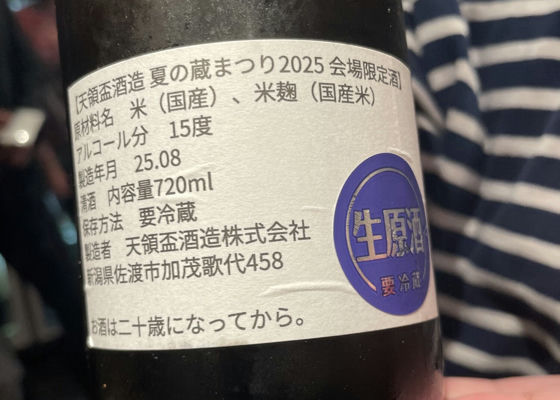 【天領盃酒造 夏の蔵まつり2025 会場限定酒】
原材料名 米（国産）、米麹（国産米）
アルコール分 15度
製造年月 25.08
清酒 内容量720ml
保存方法 要冷蔵
製造者 天領盃酒造株式会社
新潟県佐渡市加茂歌代458
お酒は二十歳になってから。
生原酒
要冷蔵